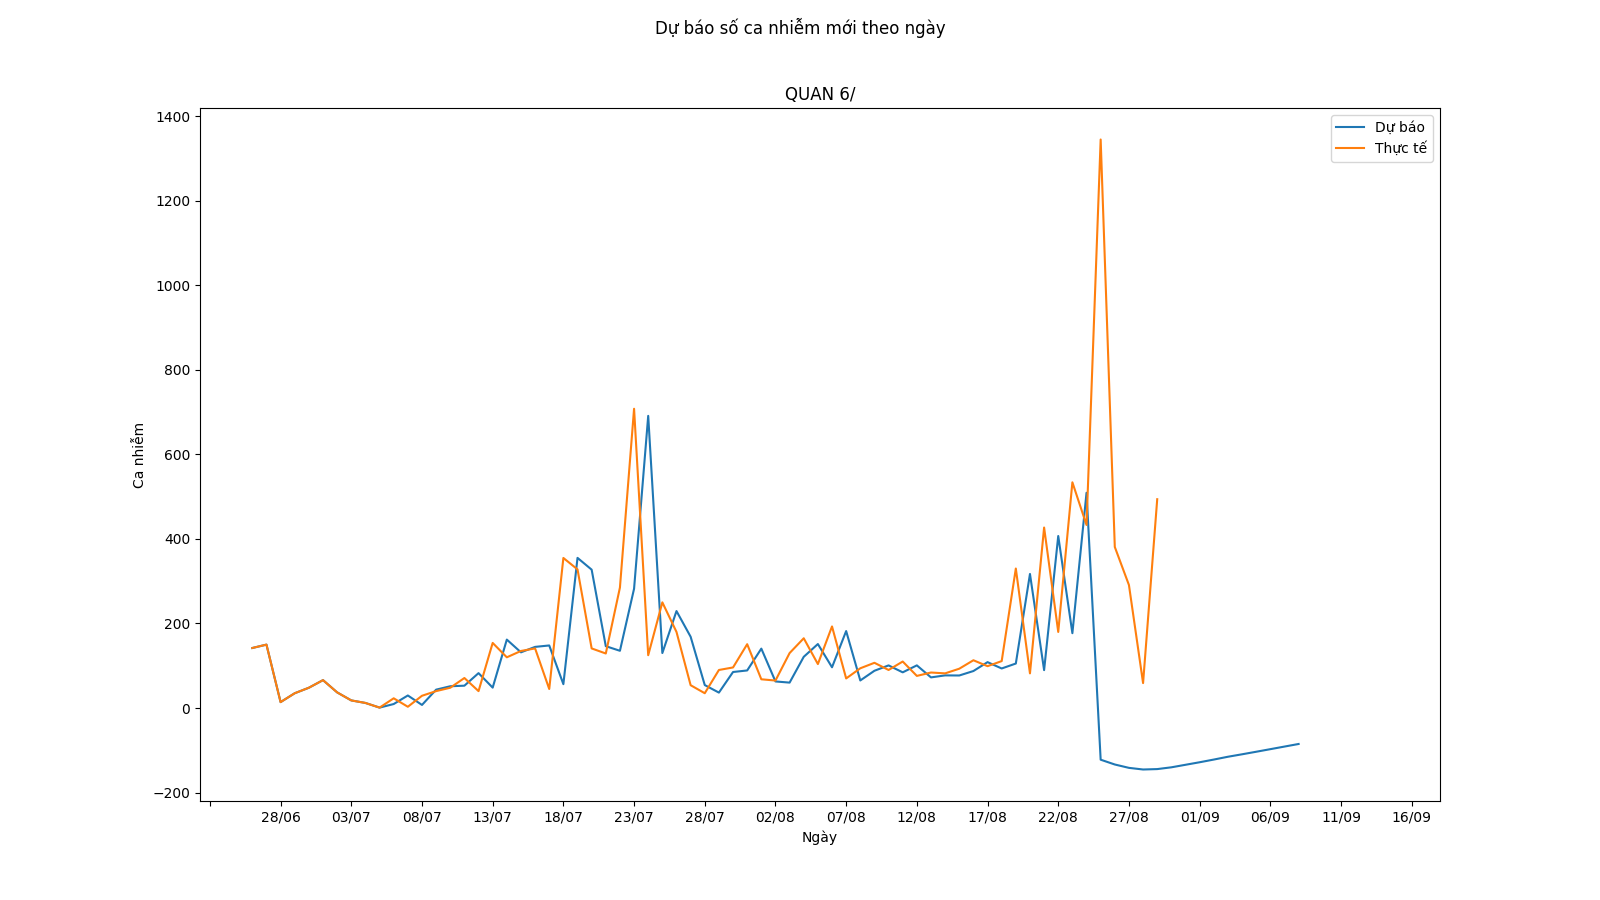 Dự báo số ca nhiễm mới theo ngày
QUAN 6/
Dự báo
Thực tế
1400
1200
1000
800
600
400
200
0
−200
Ca nhiễm
28/06 03/07 08/07 13/07 18/07 23/07 28/07 02/08 07/08 12/08 17/08 22/08 27/08 01/09 06/09 11/09 16/09
Ngày